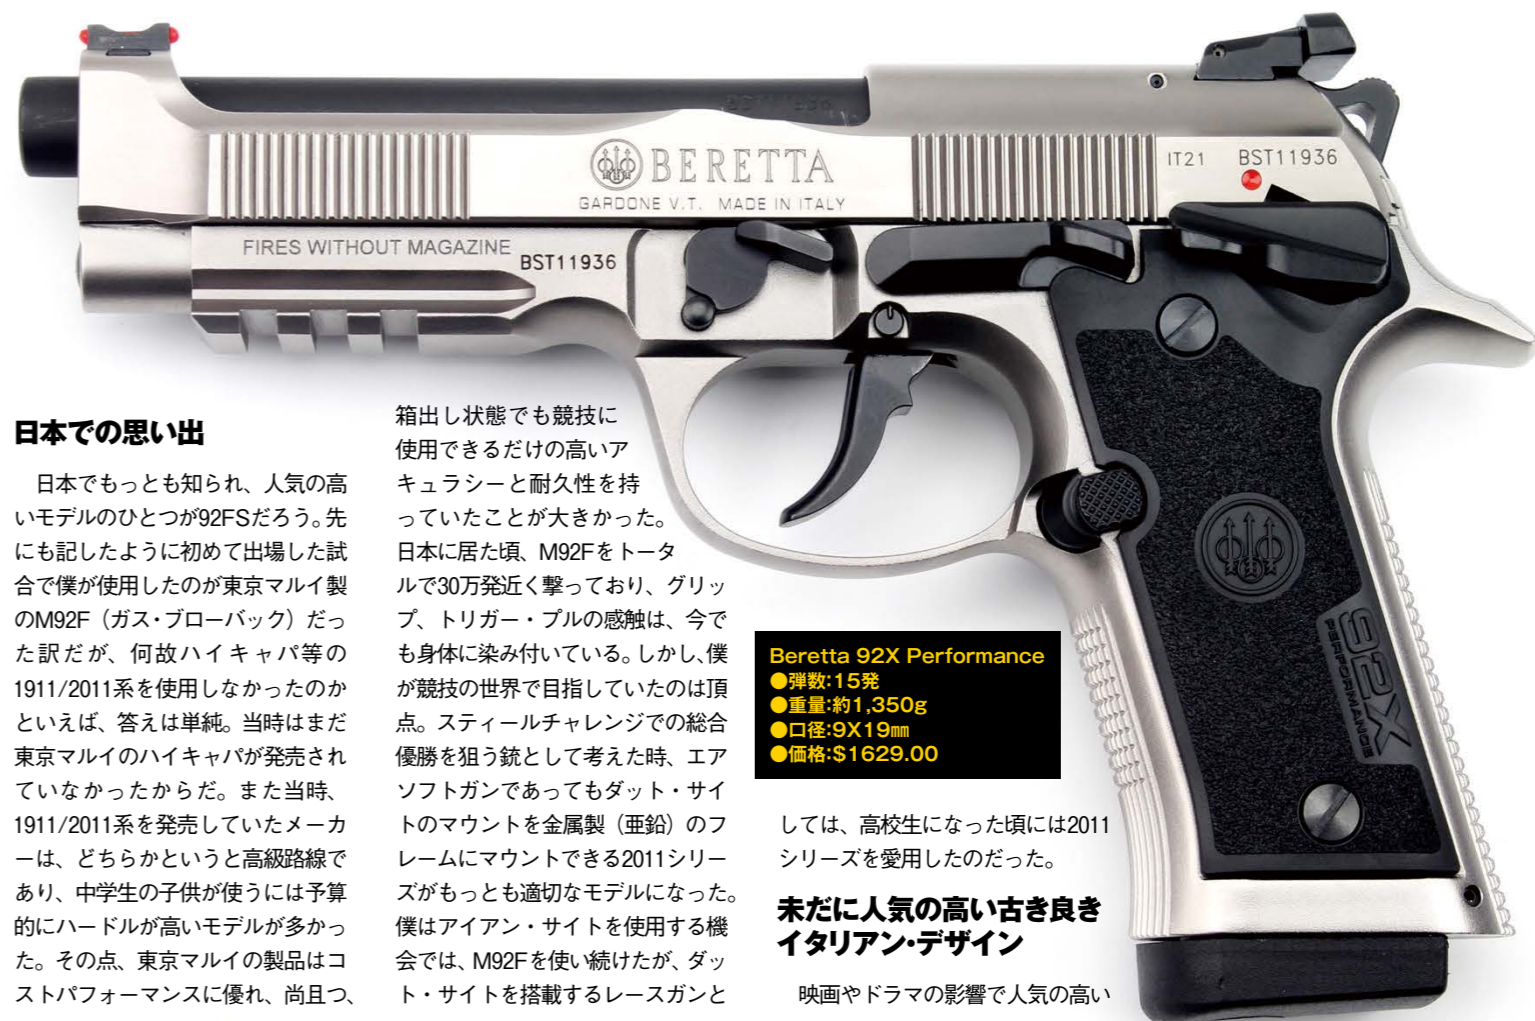 BERETTA
GARDONE V.T. MADE IN ITALY
IT21 BST11936
FIRES WITHOUT MAGAZINE
BST11936
92X
PERFORMANCE
日本での思い出
日本でもっとも知られ、人気の高
いモデルのひとつが92FSだろう。先
にも記したように初めて出場した試
合で僕が使用したのが東京マルイ製
のM92F（ガス・ブローバック）だっ
た訳だが、何故ハイキャパ等の
1911/2011系を使用しなかったのか
といえば、答えは単純。当時はまだ
東京マルイのハイキャパが発売され
ていなかったからだ。また当時、
1911/2011系を発売していたメーカ
ーは、どちらかというと高級路線で
あり、中学生の子供が使うには予算
的にハードルが高いモデルが多かっ
た。その点、東京マルイの製品はコ
ストパフォーマンスに優れ、尚且つ、
箱出し状態でも競技に
使用できるだけの高いア
キュラシーと耐久性を持
っていたことが大きかった。
日本に居た頃、M92Fをトータ
ルで30万発近く撃っており、グリッ
プ、トリガー・プルの感触は、今で
も身体に染み付いている。しかし、僕
が競技の世界で目指していたのは頂
点。スティールチャレンジでの総合
優勝を狙う銃として考えた時、エア
ソフトガンであってもダット・サイ
トのマウントを金属製（亜鉛）のフ
レームにマウントできる2011シリー
ズがもっとも適切なモデルになった。
僕はアイアン・サイトを使用する機
会では、M92Fを使い続けたが、ダッ
ト・サイトを搭載するレースガンと
Beretta 92X Performance
●弾数:15発
●重量:約1,350g
●口径:9X19㎜
●価格:$1629.00
しては、高校生になった頃には2011
シリーズを愛用したのだった。
未だに人気の高い古き良き
イタリアン・デザイン
映画やドラマの影響で人気の高い